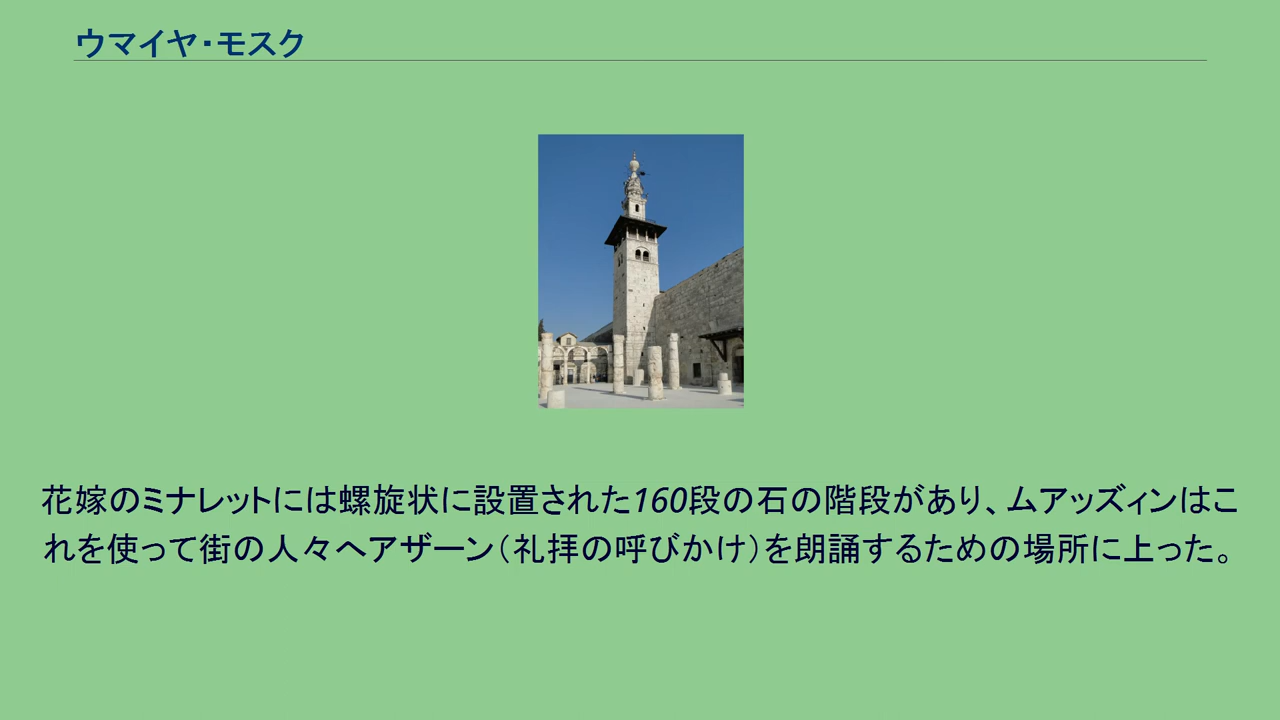 ウマイヤ・モスク
花嫁のミナレットには螺旋状に設置された160段の石の階段があり、ムアッズィンはこ
れを使って街の人々へアザーン(礼拝の呼びかけ)を朗誦するための場所に上った。